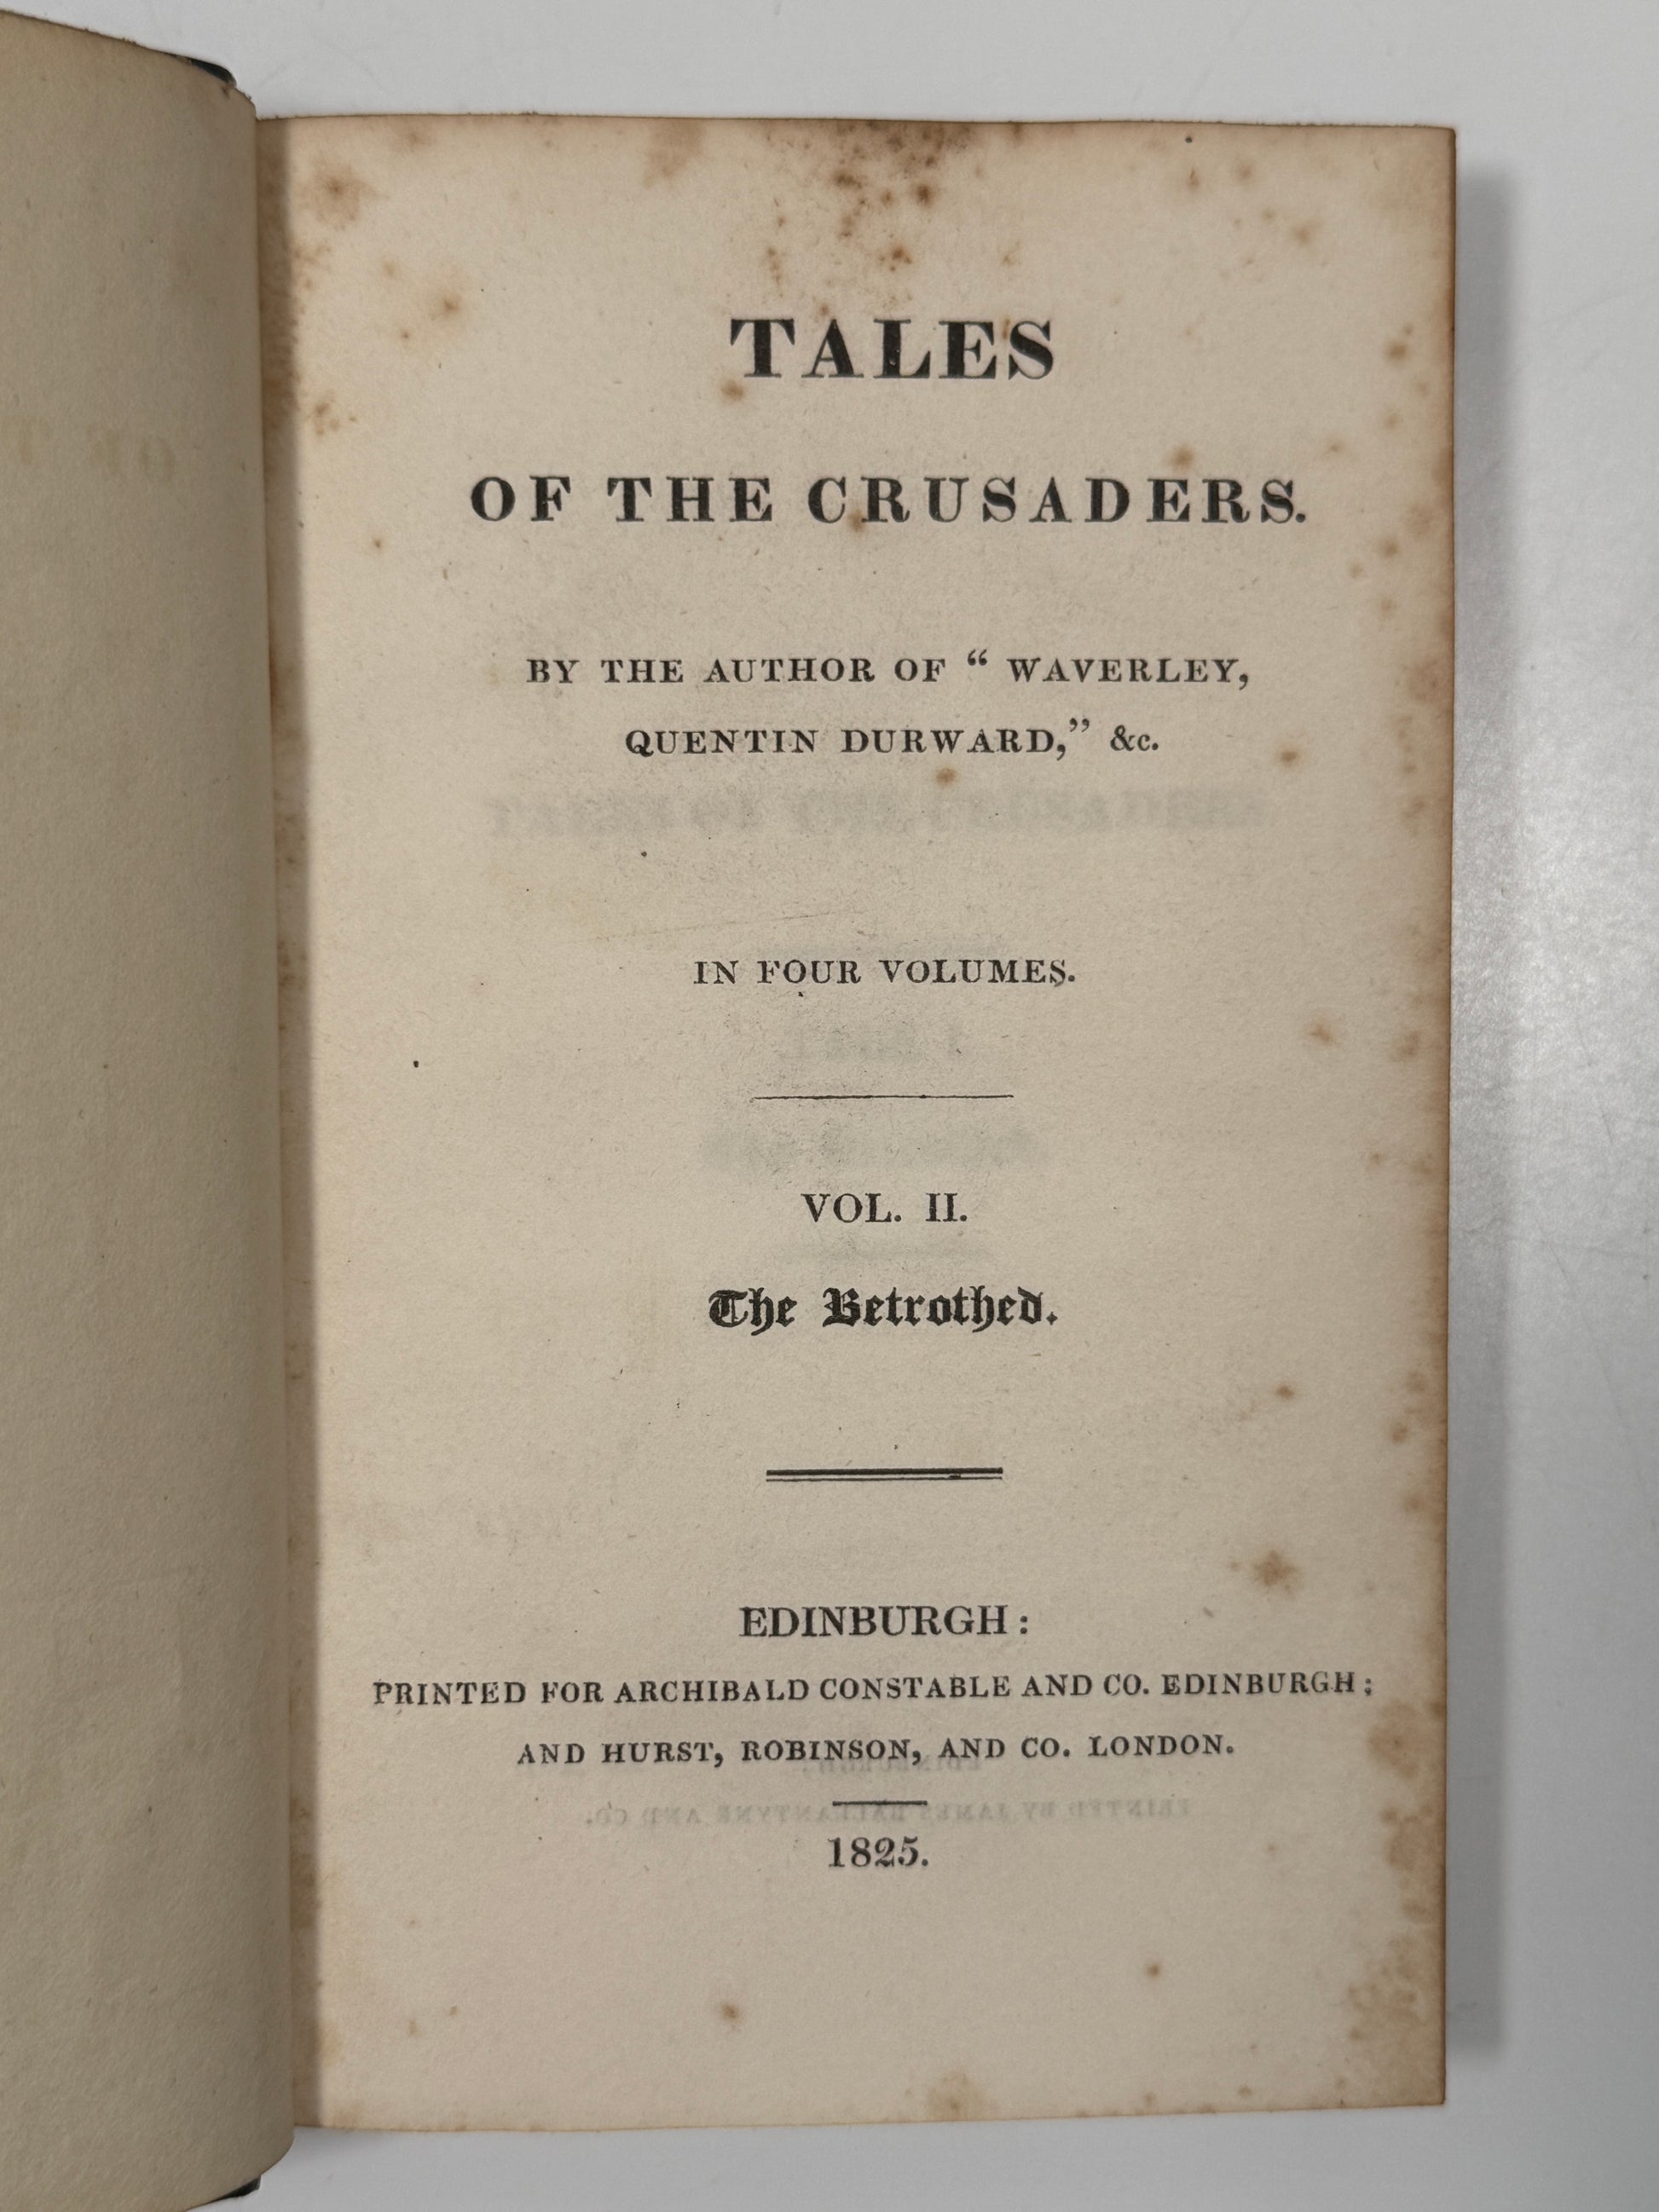 TALES
OF THE CRUSADERS.
BY THE AUTHOR OF “ WAVERLEY,
QUENTIN DURWARD,” &c.
IN FOUR VOLUMES.
VOL. II.
The Betrothed.
EDINBURGH:
PRINTED FOR ARCHIBALD CONSTABLE AND CO. EDINBURGH;
AND HURST, ROBINSON, AND CO. LONDON.
1825.